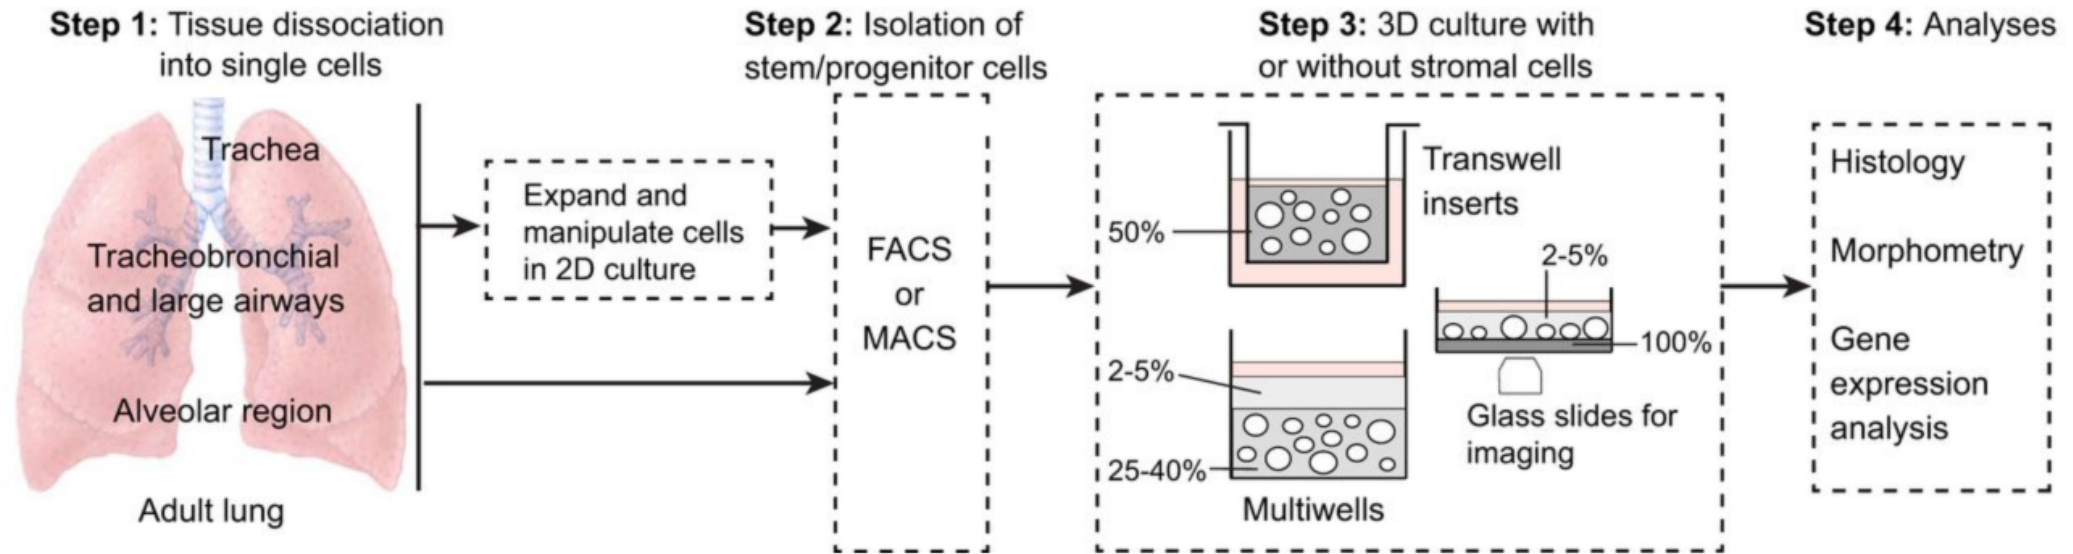 Step 1: Tissue dissociation
into single cells
Step 2: Isolation of
stem/progenitor cells
Step 3: 3D culture with
or without stromal cells
Step 4: Analyses
Trachea
Tracheobronchial
and large airways
Alveolar region
Adult lung
Expand and
manipulate cells
in 2D culture
FACS
or
MACS
Transwell
inserts
50%
2-5%
100%
Glass slides for
imaging
2-5%
25-40%
Multiwells
Histology
Morphometry
Gene
expression
analysis